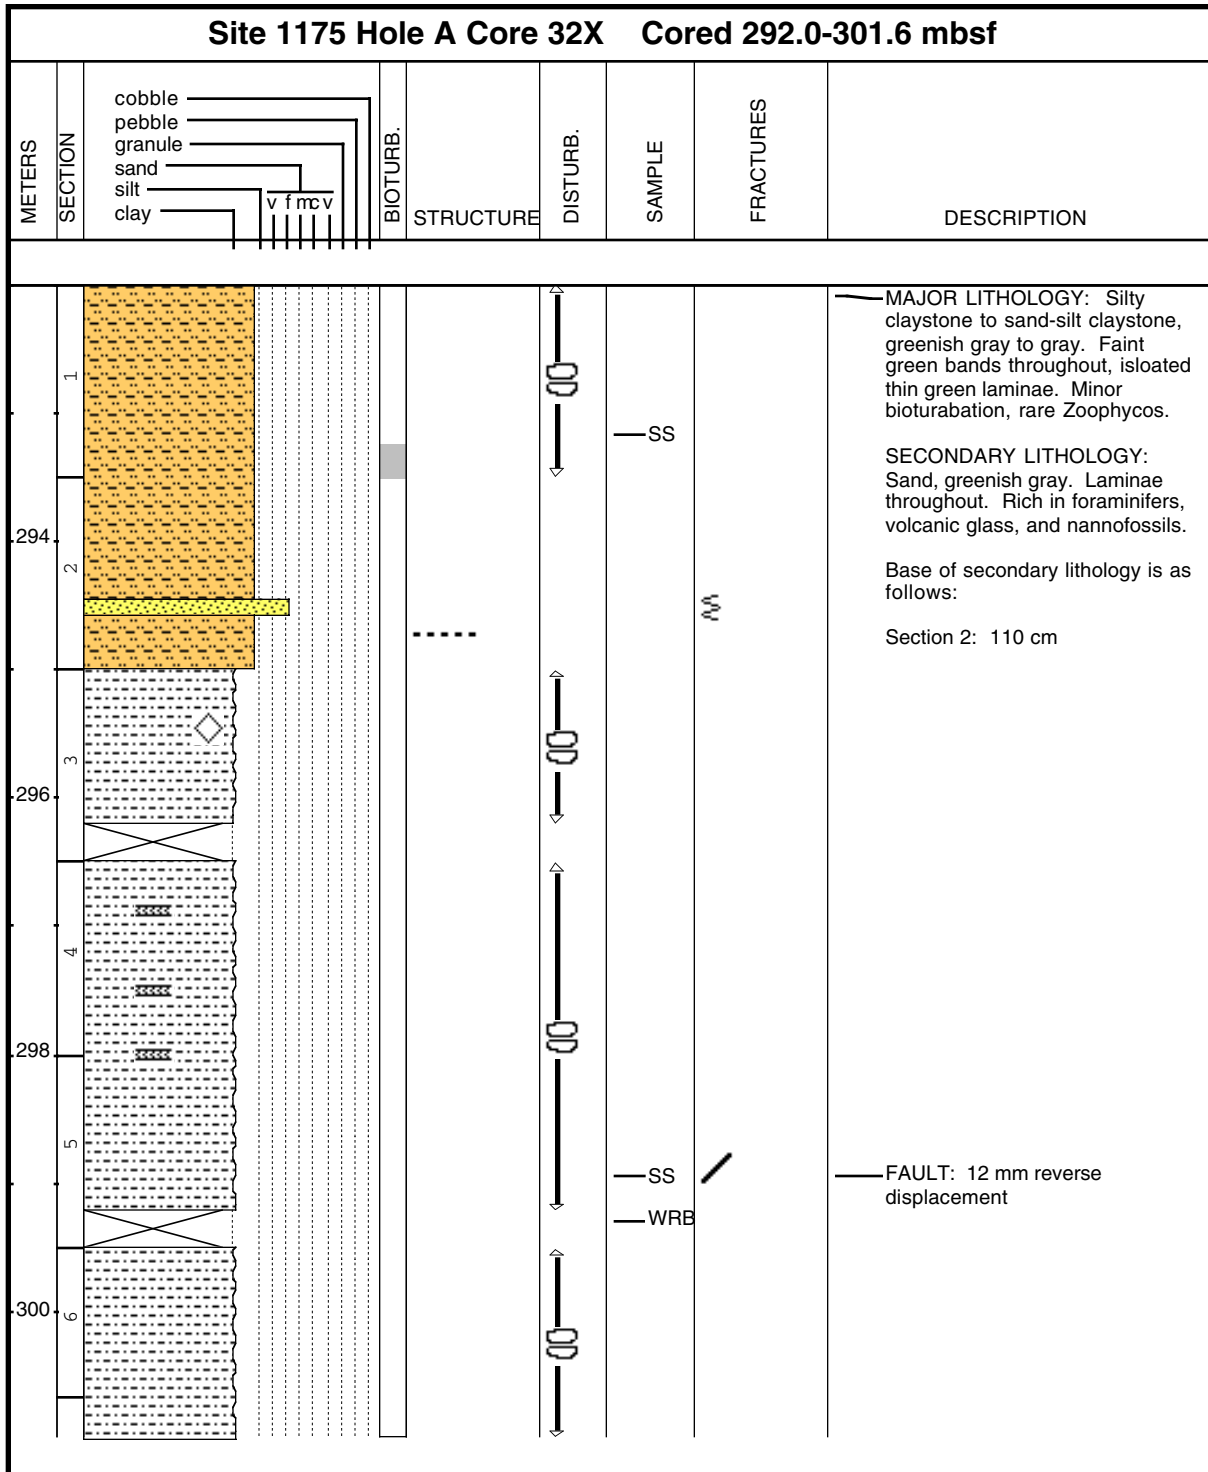 Site 1175 Hole A Core 32X Cored 292.0-301.6 mbsf
METERS
SECTION
cobble
pebble
granule
sand
silt
clay
v f m c v
BIOTURB.
STRUCTURE
DISTURB.
SAMPLE
FRACTURES
DESCRIPTION
1
2
3
4
5
6
294
296
298
300
SS
SS
WRB
MAJOR LITHOLOGY: Silty
claystone to sand-silt claystone,
greenish gray to gray. Faint
green bands throughout, isloated
thin green laminae. Minor
bioturabation, rare Zoophycos.
SECONDARY LITHOLOGY:
Sand, greenish gray. Laminae
throughout. Rich in foraminifers,
volcanic glass, and nannofossils.
Base of secondary lithology is as
follows:
Section 2: 110 cm
FAULT: 12 mm reverse
displacement